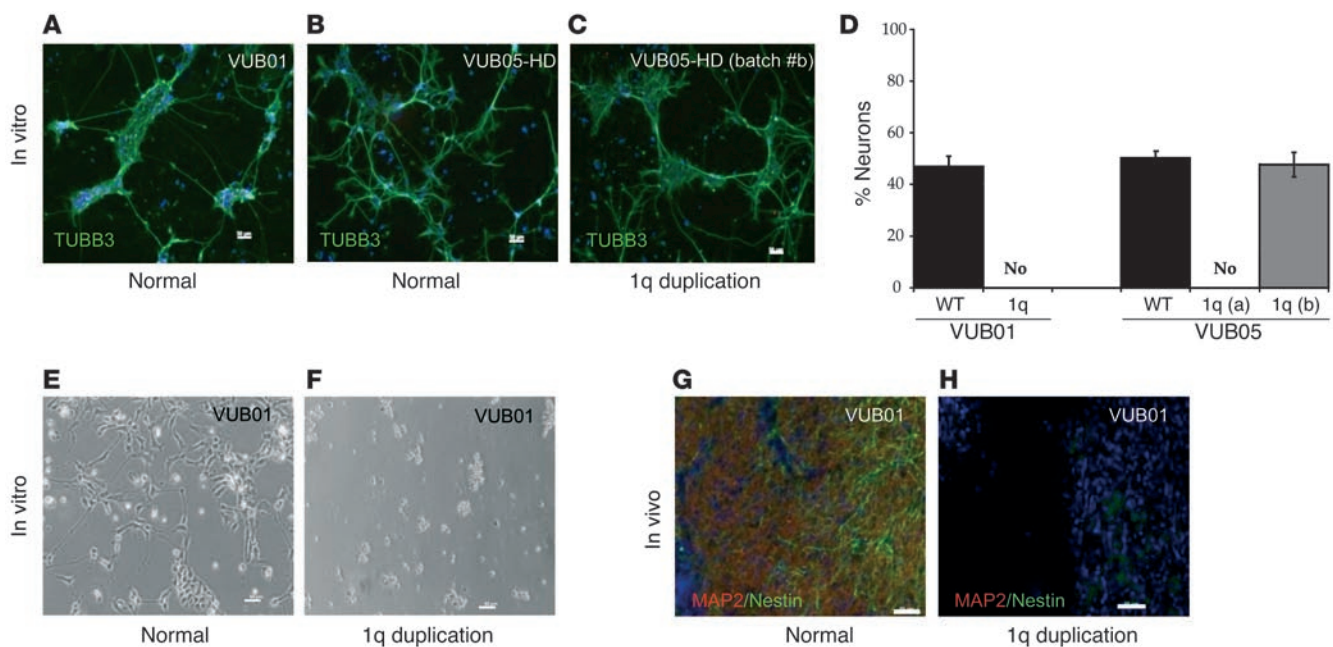 A
B
C
D
In vitro
VUB01
TUBB3
Normal
VUB05-HD
TUBB3
Normal
VUB05-HD (batch #b)
TUBB3
1q duplication
% Neurons
100
80
60
40
20
0
No
No
WT
1q
WT
1q (a)
1q (b)
VUB01
VUB05
E
F
G
H
In vitro
VUB01
Normal
VUB01
1q duplication
In vivo
VUB01
MAP2/Nestin
Normal
VUB01
MAP2/Nestin
1q duplication